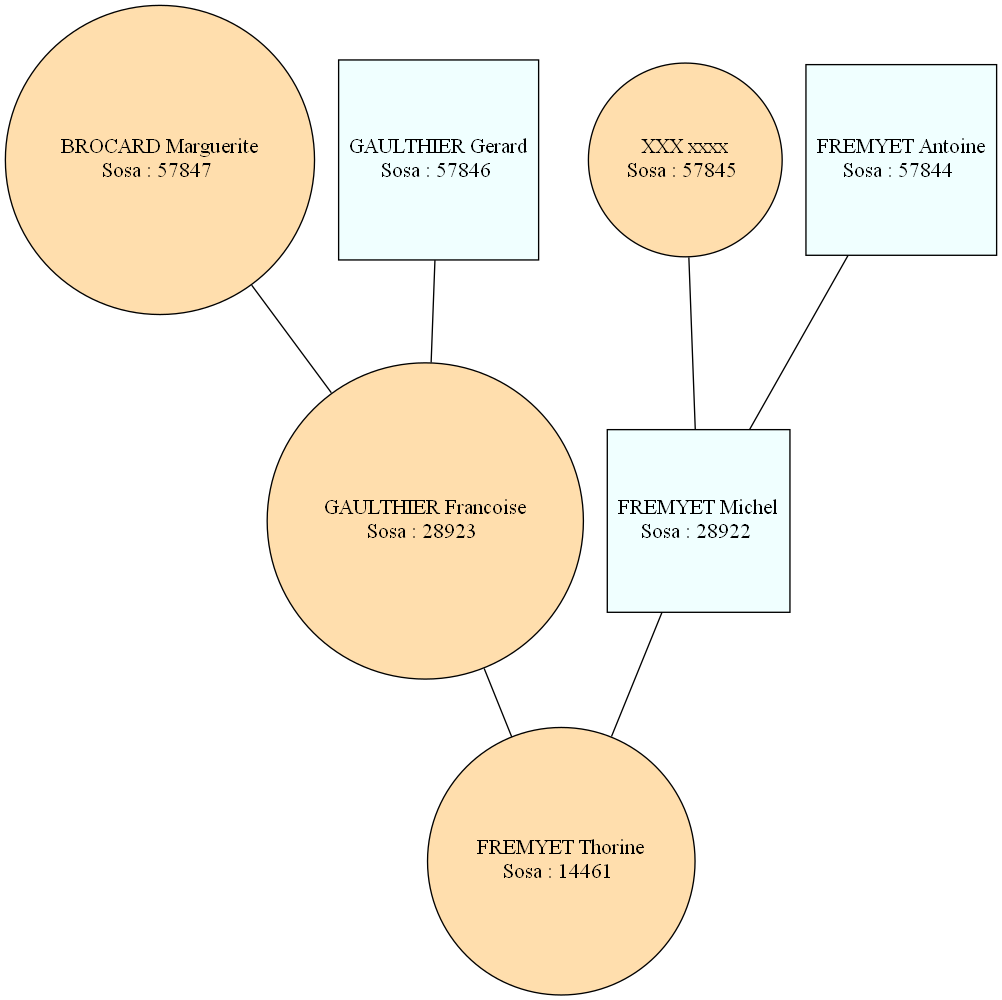 BROCARD Marguerite
Sosa : 57847
GAULTHIER Gerard
Sosa : 57846
XXX xxxx
Sosa : 57845
FREMYET Antoine
Sosa : 57844
GAULTHIER Francoise
Sosa : 28923
FREMYET Michel
Sosa : 28922
FREMYET Thorine
Sosa : 14461